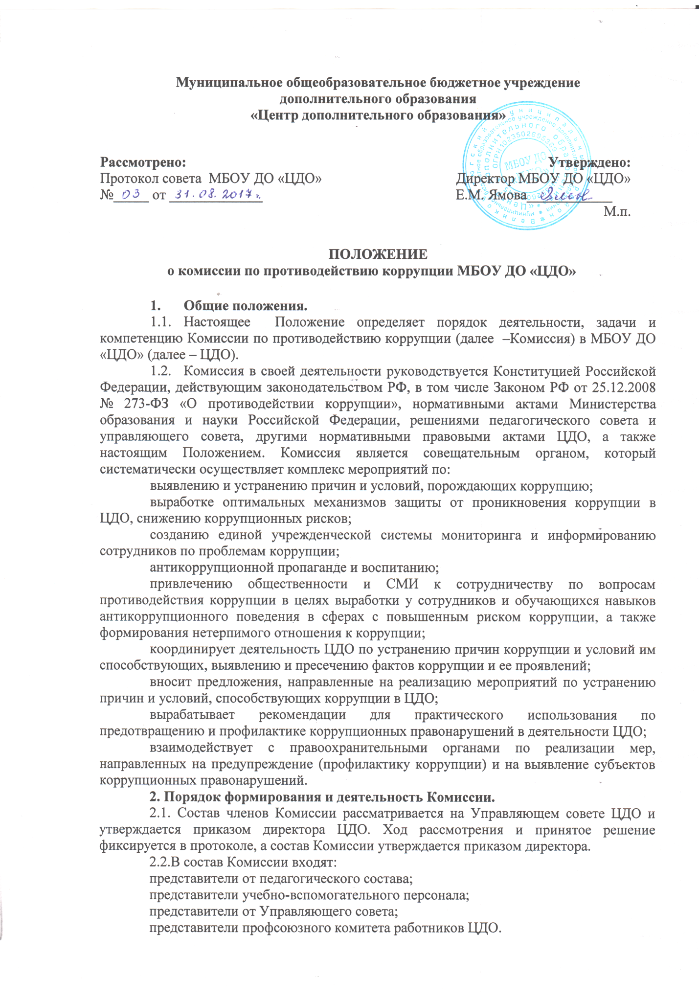 Муниципальное общеобразовательное бюджетное учреждение
дополнительного образования
«Центр дополнительного образования»
Рассмотрено:
Утверждено:
Протокол совета МБОУ ДО «ЦДО»
Директор МБОУ ДО «ЦДО»
№ 03 от 31.08.2017г.
Е.М. Ямова
М.п.
МБОУ ДО
ОГРН1023502695360
ПОЛОЖЕНИЕ
о комиссии по противодействию коррупции МБОУ ДО «ЦДО»
1. Общие положения.
1.1. Настоящее Положение определяет порядок деятельности, задачи и
компетенцию Комиссии по противодействию коррупции (далее –Комиссия) в МБОУ ДО
«ЦДО» (далее – ЦДО).
1.2. Комиссия в своей деятельности руководствуется Конституцией Российской
Федерации, действующим законодательством РФ, в том числе Законом РФ от 25.12.2008
№ 273-ФЗ «О противодействии коррупции», нормативными актами Министерства
образования и науки Российской Федерации, решениями педагогического совета и
управляющего совета, другими нормативными правовыми актами ЦДО, а также
настоящим Положением. Комиссия является совещательным органом, который
систематически осуществляет комплекс мероприятий по:
выявлению и устранению причин и условий, порождающих коррупцию;
выработке оптимальных механизмов защиты от проникновения коррупции в
ЦДО, снижению коррупционных рисков;
созданию единой учрежденческой системы мониторинга и информированию
сотрудников по проблемам коррупции;
антикоррупционной пропаганде и воспитанию;
привлечению общественности и СМИ к сотрудничеству по вопросам
противодействия коррупции в целях выработки у сотрудников и обучающихся навыков
антикоррупционного поведения в сферах с повышенным риском коррупции, а также
формирования нетерпимого отношения к коррупции;
координирует деятельность ЦДО по устранению причин коррупции и условий им
способствующих, выявлению и пресечению фактов коррупции и ее проявлений;
вносит предложения, направленные на реализацию мероприятий по устранению
причин и условий, способствующих коррупции в ЦДО;
вырабатывает рекомендации для практического использования по
предотвращению и профилактике коррупционных правонарушений в деятельности ЦДО;
взаимодействует с правоохранительными органами по реализации мер,
направленных на предупреждение (профилактику коррупции) и на выявление субъектов
коррупционных правонарушений.
2. Порядок формирования и деятельность Комиссии.
2.1. Состав членов Комиссии рассматривается на Управляющем совете ЦДО и
утверждается приказом директора ЦДО. Ход рассмотрения и принятое решение
фиксируется в протоколе, а состав Комиссии утверждается приказом директора.
2.2.В состав Комиссии входят:
представители от педагогического состава;
представители учебно-вспомогательного персонала;
представители от Управляющего совета;
представители профсоюзного комитета работников ЦДО.